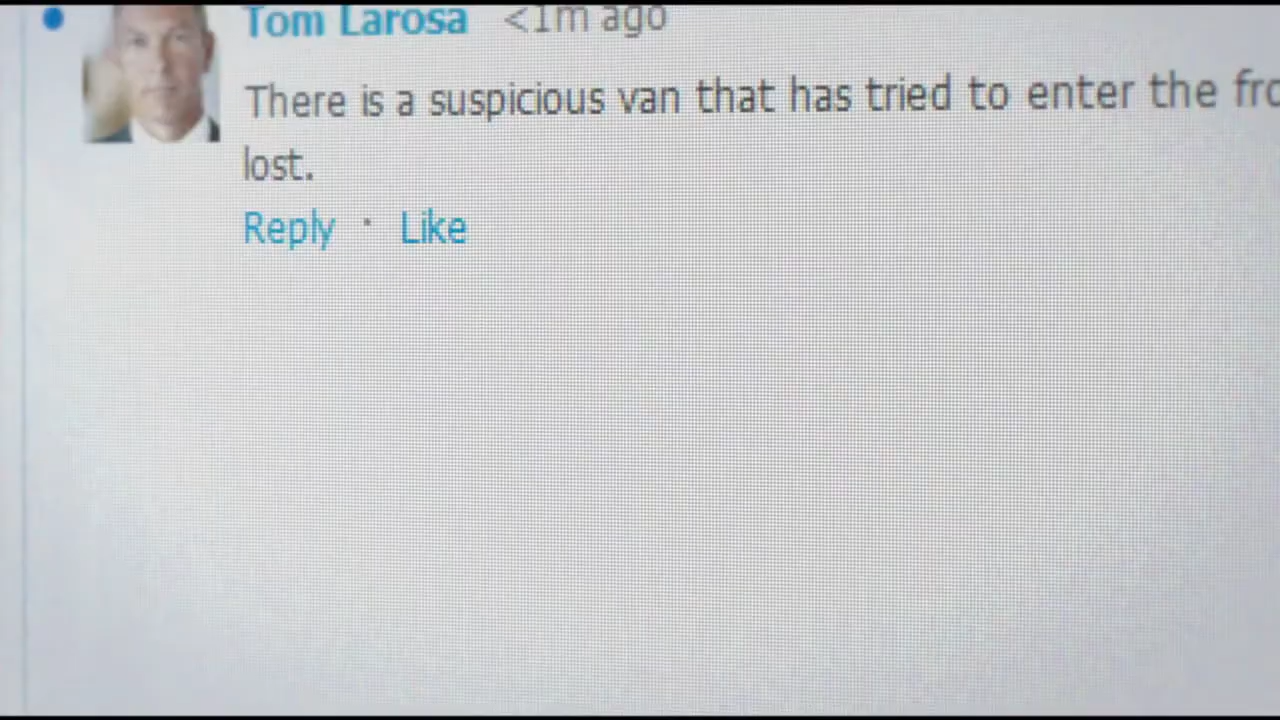 Tom Larosa <1m ago
There is a suspicious van that has tried to enter the
lost.
Reply · Like